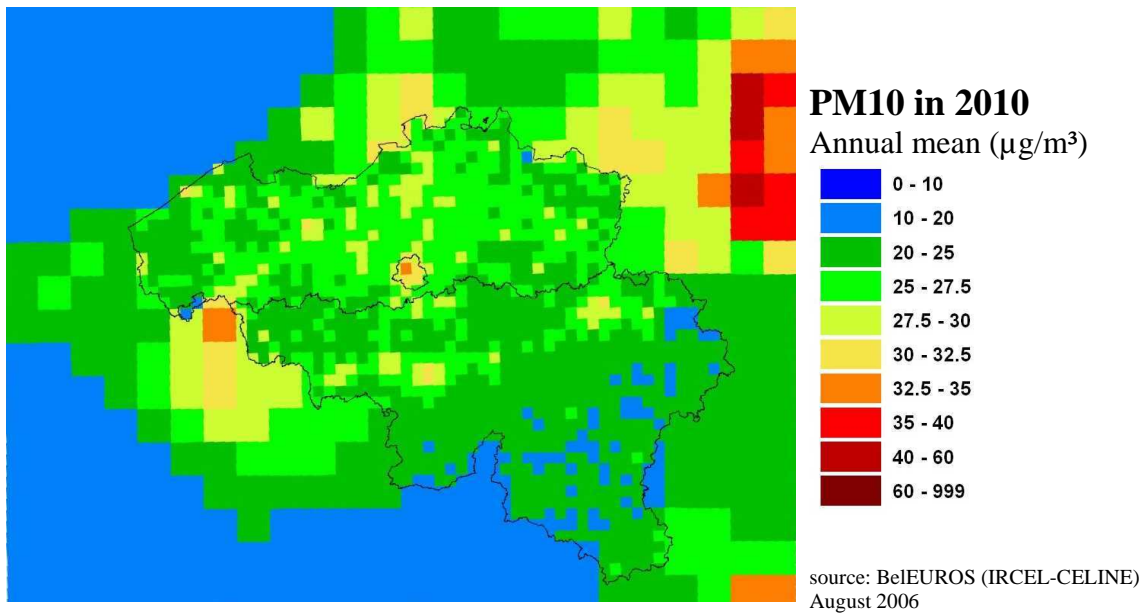 PM10 in 2010
Annual mean (µg/m³)
0 - 10
10 - 20
20 - 25
25 - 27.5
27.5 - 30
30 - 32.5
32.5 - 35
35 - 40
40 - 60
60 - 999
source: BelEUROS (IRCEL-CELINE)
August 2006